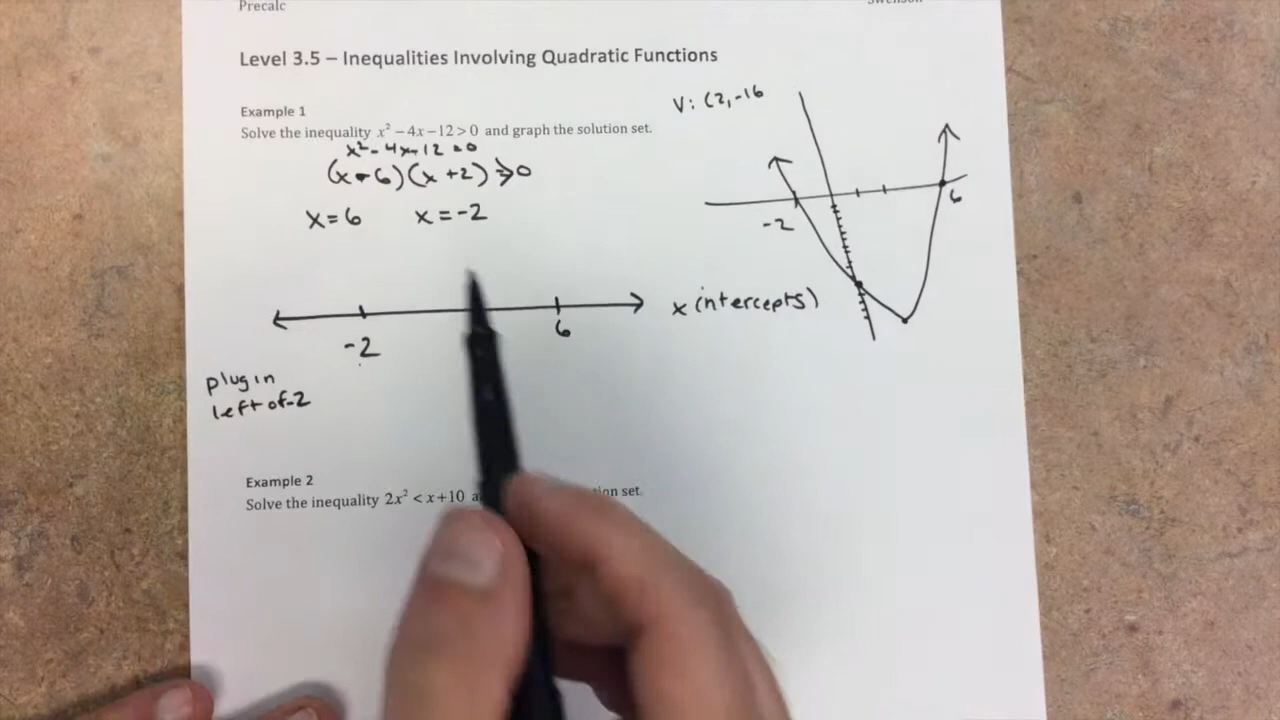 Precalc
Level 3.5 – Inequalities Involving Quadratic Functions
Example 1
Solve the inequality x² − 4x − 12 > 0 and graph the solution set.
x² - 4x - 12 = 0
(x - 6)(x + 2) > 0
x = 6 x = -2
-2 6
x (intercepts)
plug in
left of -2
V: (2, -16
-2 6
Example 2
Solve the inequality 2x² < x + 10
set.